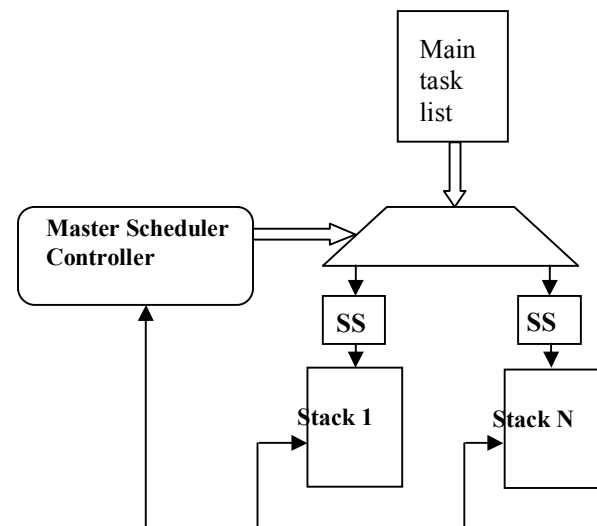 Main
task
list
Master Scheduler
Controller
SS
SS
Stack 1
Stack N